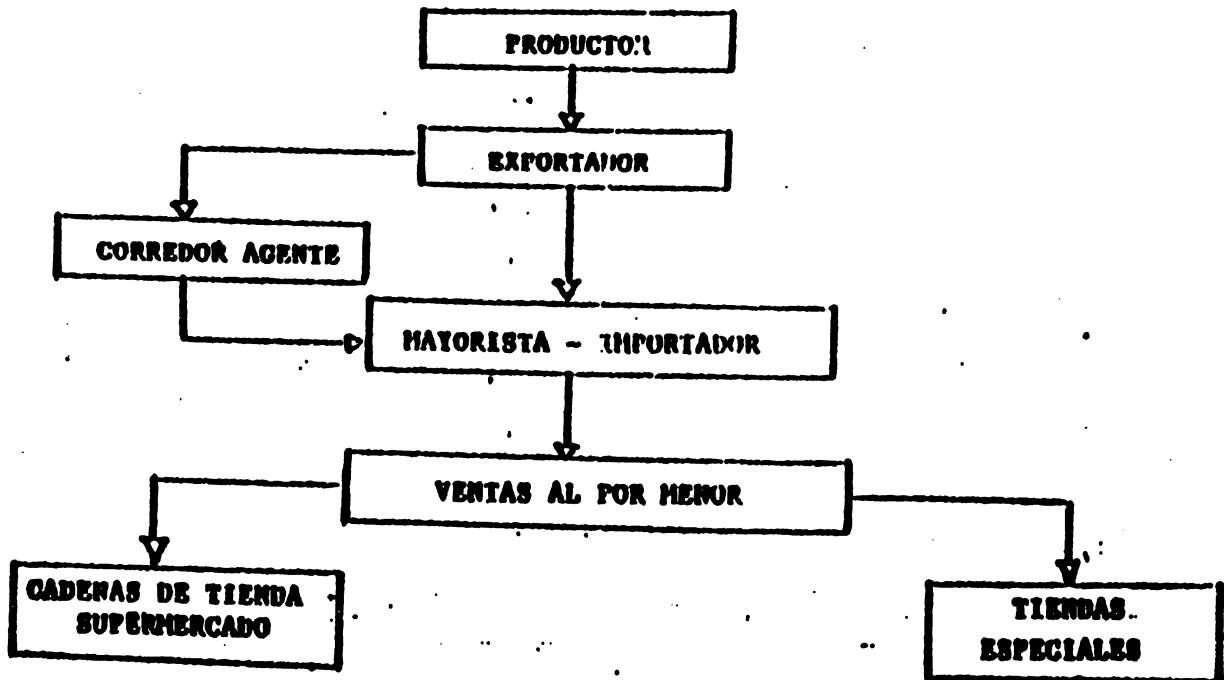 PRODUCTOR
EXPORTADOR
CORREDOR AGENTE
MAYORISTA - IMPORTADOR
VENTAS AL POR MENOR
CADENAS DE TIENDA
SUPERMERCADO
TIENDAS
ESPECIALES